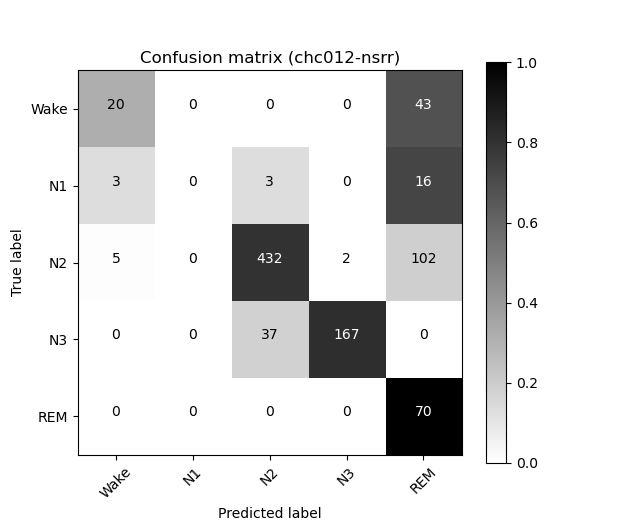 Confusion matrix (chc012-nsrr)
1.0
Wake 20 0 0 0 43
0.8
N1 3 0 3 0 16
0.6
True label
N2 5 0 432 2 102
0.4
N3 0 0 37 167 0
0.2
REM 0 0 0 0 70
0.0
Wake N1 N2 N3 REM
Predicted label